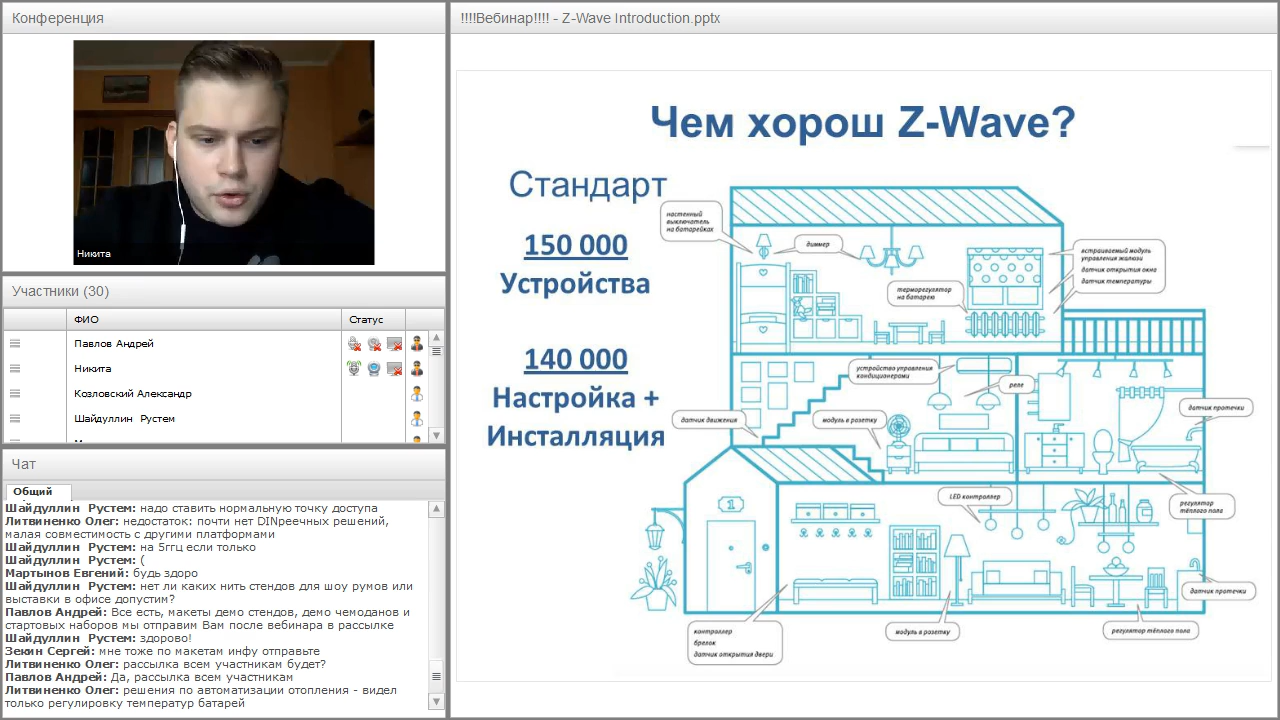 Конференция
Никита
Участники (30)
ФИО
Статус
Павлов Андрей
Никита
Козловский Александр
Шайдуллин Рустем
Чат
Общий
Шайдуллин Рустем: надо ставить нормальную точку доступа
Литвиненко Олег: недостаток: почти нет DINреечных решений,
малая совместимость с другими платформами
Шайдуллин Рустем: на 5ггц если только
Шайдуллин Рустем: (
Мартынов Евгений: будь здоро
Шайдуллин Рустем: нет ли каких нить стендов для шоу румов или
выставки в офисе допустим?
Павлов Андрей: Все есть, макеты демо стендов, демо чемоданов и
стартовых наборов мы отправим Вам после вебинара в рассылке
Шайдуллин Рустем: здорово!
Сергей: мне тоже по макетам инфу отправьте
Литвиненко Олег: рассылка всем участникам будет?
Павлов Андрей: Да, рассылка всем участникам
Литвиненко Олег: решения по автоматизации отопления - видел
только регулировку температур батарей
!!!!Вебинар!!!! - Z-Wave Introduction.pptx
Чем хорош Z-Wave?
Стандарт
150 000
Устройства
140 000
Настройка +
Инсталляция
настенный
выключатель
на батарейках
диммер
встраиваемый модуль
управления жалюзи
датчик открытия окна
датчик температуры
терморегулятор
на батарею
устройство управления
кондиционерами
реле
датчик движения
модуль в розетку
датчик протечки
1
LED контроллер
регулятор
тёплого пола
датчик протечки
контроллер
брелок
датчик открытия двери
модуль в розетку
регулятор тёплого пола